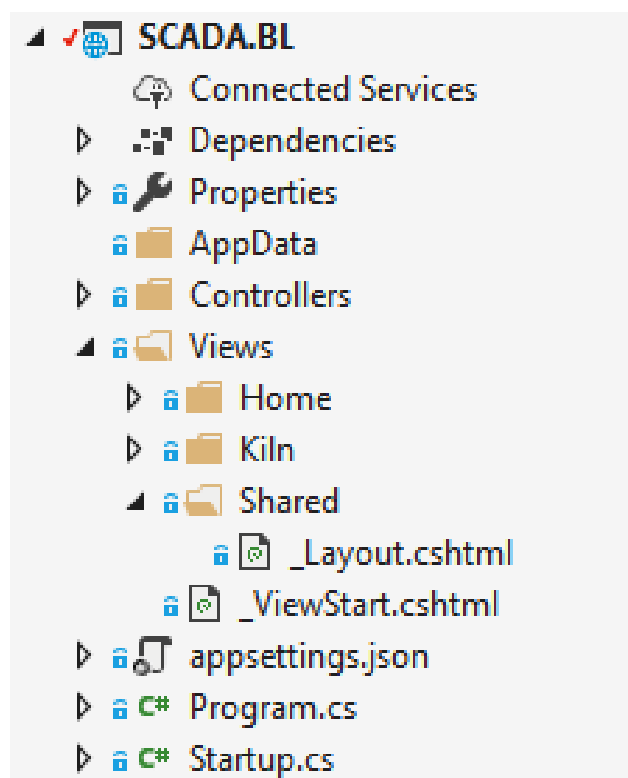 SCADA.BL
Connected Services
Dependencies
Properties
AppData
Controllers
Views
Home
Kiln
Shared
_Layout.cshtml
_ViewStart.cshtml
appsettings.json
C# Program.cs
C# Startup.cs